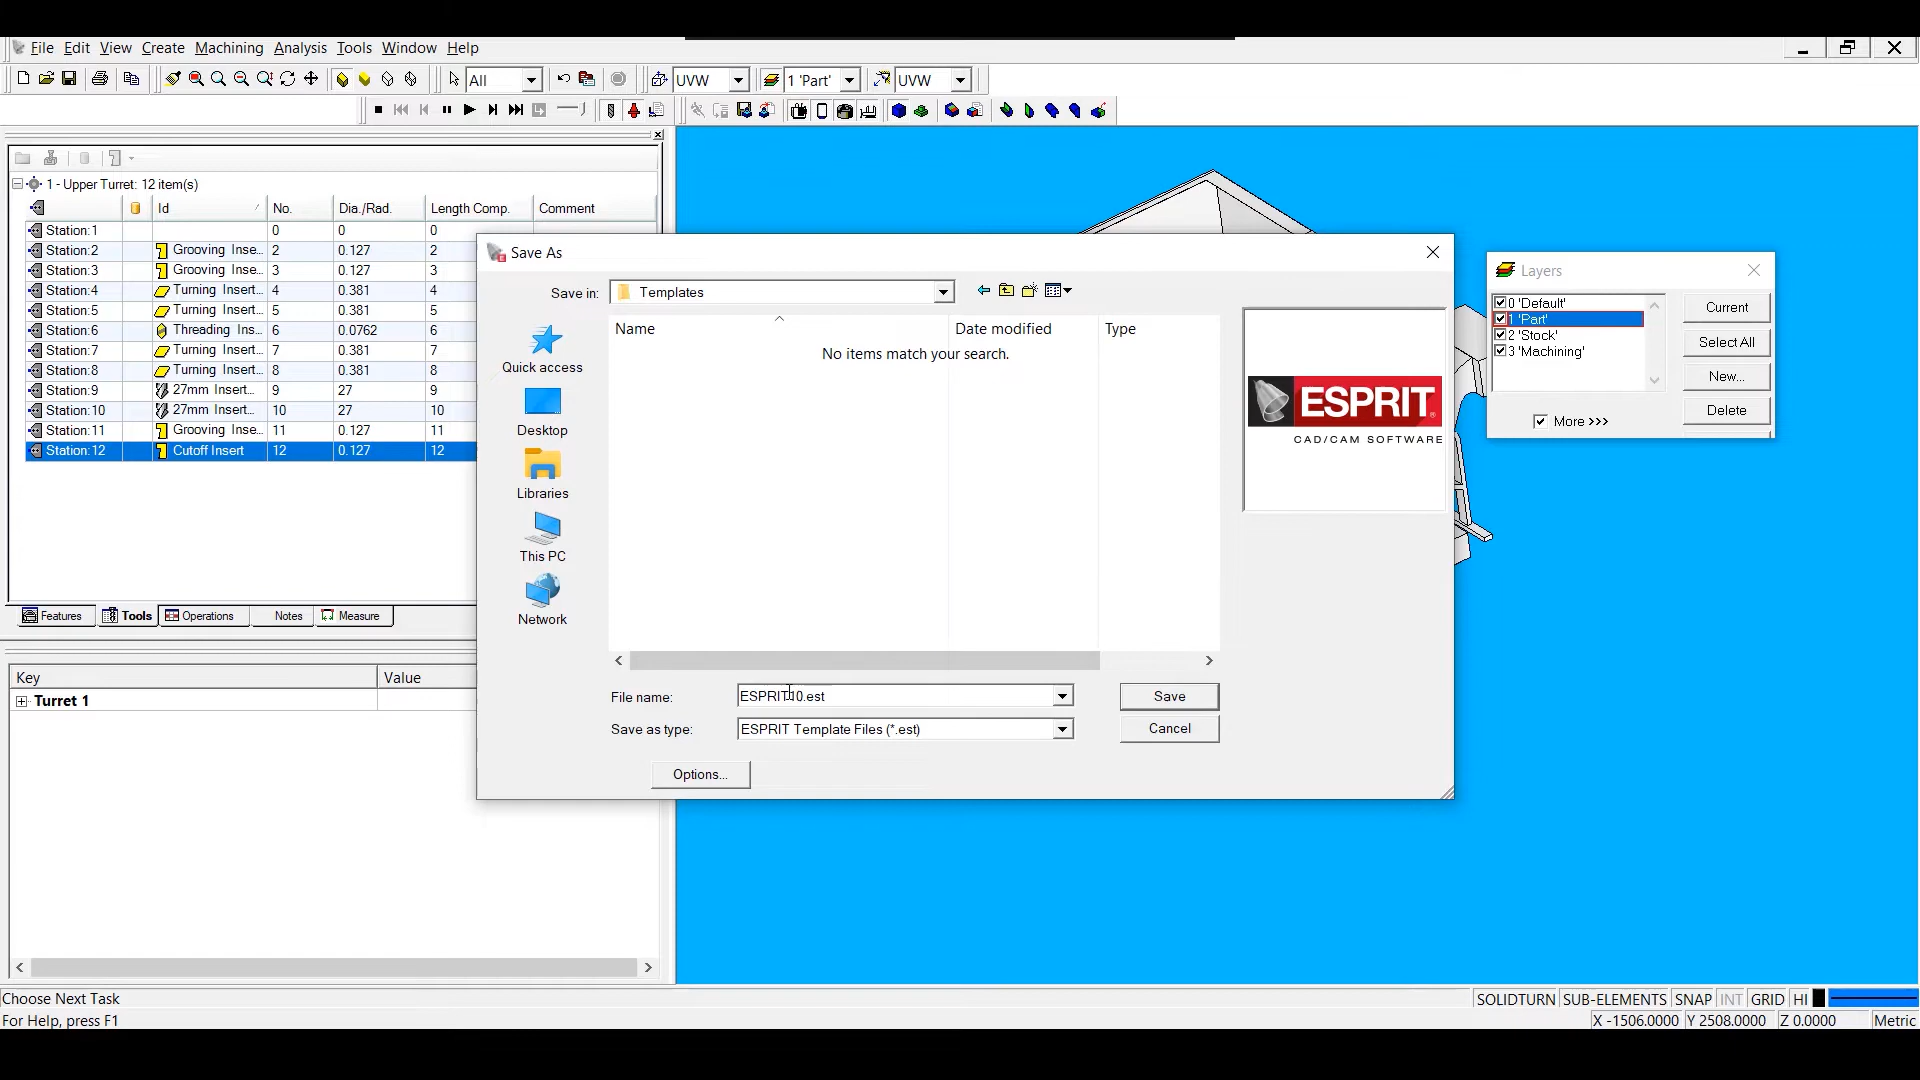 File Edit View Create Machining Analysis Tools Window Help
All UVW 1 'Part' UVW
1 - Upper Turret: 12 item(s)
Id No. Dia./Rad. Length Comp. Comment
Station:1 0 0 0
Station:2 Grooving Inse... 2 0.127 2
Station:3 Grooving Inse... 3 0.127 3
Station:4 Turning Insert... 4 0.381 4
Station:5 Turning Insert... 5 0.381 5
Station:6 Threading Ins... 6 0.0762 6
Station:7 Turning Insert... 7 0.381 7
Station:8 Turning Insert... 8 0.381 8
Station:9 27mm Insert... 9 27 9
Station:10 27mm Insert... 10 27 10
Station:11 Grooving Inse... 11 0.127 11
Station:12 Cutoff Insert 12 0.127 12
Features Tools Operations Notes Measure
Key Value
Turret 1
Save As
Save in: Templates
Name Date modified Type
No items match your search.
Quick access
Desktop
Libraries
This PC
Network
ESPRIT
CAD/CAM SOFTWARE
File name: ESPRIT10.est Save
Save as type: ESPRIT Template Files (*.est) Cancel
Options...
Layers
0 'Default'
1 'Part'
2 'Stock'
3 'Machining'
Current
Select All
New...
Delete
More >>>
Choose Next Task
SOLIDTURN SUB-ELEMENTS SNAP INT GRID HI
For Help, press F1
X -1506.0000 Y 2508.0000 Z 0.0000 Metric